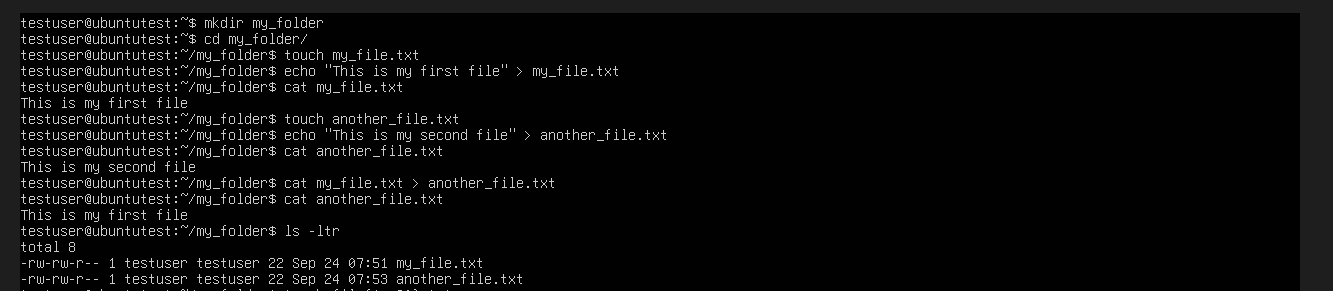 testuser@ubuntutest:~$ mkdir my_folder
testuser@ubuntutest:~$ cd my_folder/
testuser@ubuntutest:~/my_folder$ touch my_file.txt
testuser@ubuntutest:~/my_folder$ echo "This is my first file" > my_file.txt
testuser@ubuntutest:~/my_folder$ cat my_file.txt
This is my first file
testuser@ubuntutest:~/my_folder$ touch another_file.txt
testuser@ubuntutest:~/my_folder$ echo "This is my second file" > another_file.txt
testuser@ubuntutest:~/my_folder$ cat another_file.txt
This is my second file
testuser@ubuntutest:~/my_folder$ cat my_file.txt > another_file.txt
testuser@ubuntutest:~/my_folder$ cat another_file.txt
This is my first file
testuser@ubuntutest:~/my_folder$ ls -ltr
total 8
-rw-rw-r-- 1 testuser testuser 22 Sep 24 07:51 my_file.txt
-rw-rw-r-- 1 testuser testuser 22 Sep 24 07:53 another_file.txt